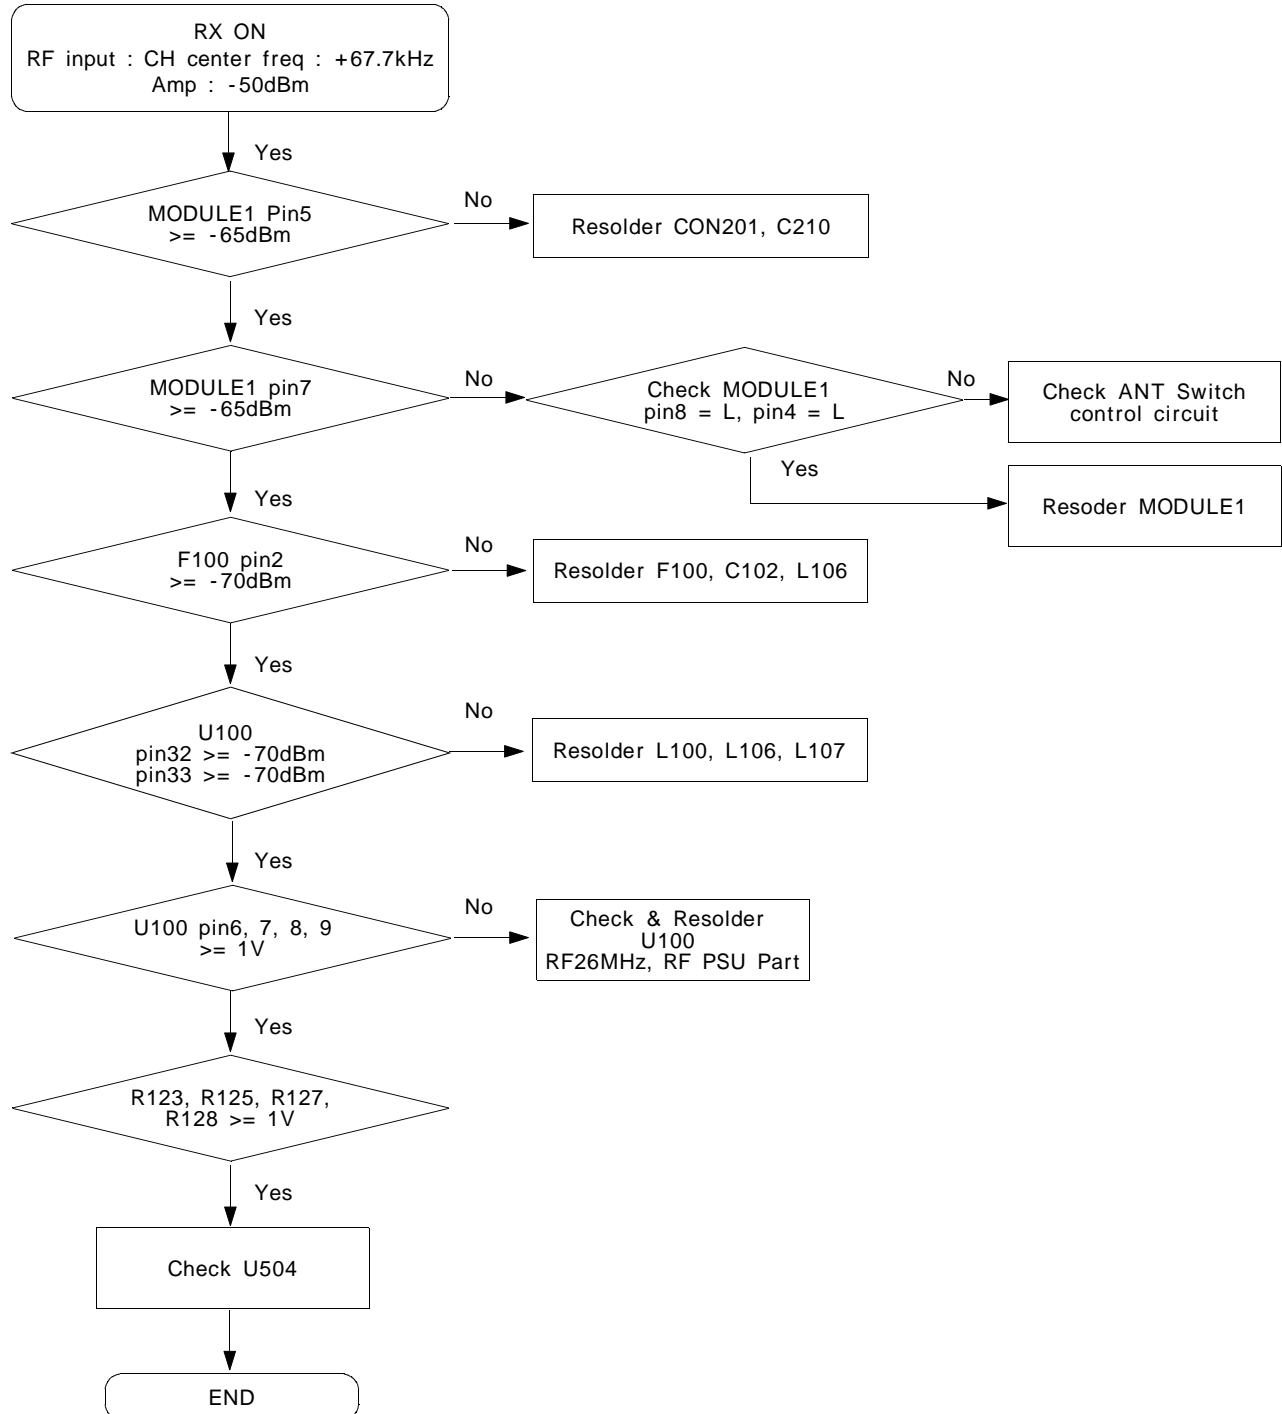 RX ON
RF input : CH center freq : +67.7kHz
Amp : -50dBm
Yes
MODULE1 Pin5
>= -65dBm
No
Resolder CON201, C210
Yes
MODULE1 pin7
>= -65dBm
No
Check MODULE1
pin8 = L, pin4 = L
No
Check ANT Switch
control circuit
Yes
Resoder MODULE1
Yes
F100 pin2
>= -70dBm
No
Resolder F100, C102, L106
Yes
U100
pin32 >= -70dBm
pin33 >= -70dBm
No
Resolder L100, L106, L107
Yes
U100 pin6, 7, 8, 9
>= 1V
No
Check & Resolder
U100
RF26MHz, RF PSU Part
Yes
R123, R125, R127,
R128 >= 1V
Yes
Check U504
END